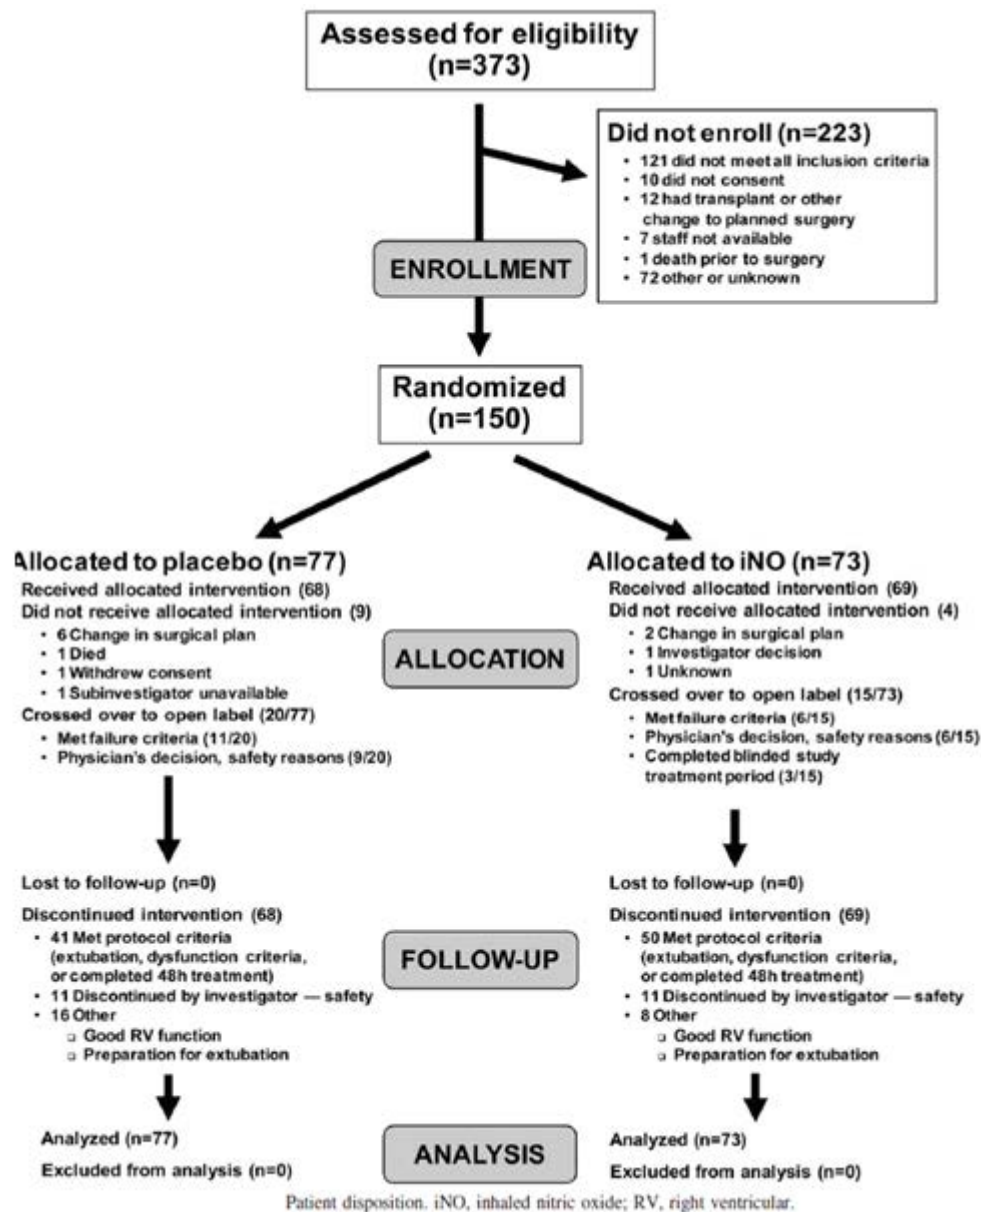 Assessed for eligibility
(n=373)
Did not enroll (n=223)
• 121 did not meet all inclusion criteria
• 10 did not consent
• 12 had transplant or other
change to planned surgery
• 7 staff not available
• 1 death prior to surgery
• 72 other or unknown
ENROLLMENT
Randomized
(n=150)
Allocated to placebo (n=77)
Received allocated intervention (68)
Did not receive allocated intervention (9)
• 6 Change in surgical plan
• 1 Died
• 1 Withdrew consent
• 1 Subinvestigator unavailable
Crossed over to open label (20/77)
• Met failure criteria (11/20)
• Physician's decision, safety reasons (9/20)
ALLOCATION
Allocated to iNO (n=73)
Received allocated intervention (69)
Did not receive allocated intervention (4)
• 2 Change in surgical plan
• 1 Investigator decision
• 1 Unknown
Crossed over to open label (15/73)
• Met failure criteria (6/15)
• Physician's decision, safety reasons (6/15)
• Completed blinded study
treatment period (3/15)
Lost to follow-up (n=0)
Discontinued intervention (68)
• 41 Met protocol criteria
(extubation, dysfunction criteria,
or completed 48h treatment)
• 11 Discontinued by investigator — safety
• 16 Other
□ Good RV function
□ Preparation for extubation
FOLLOW-UP
Lost to follow-up (n=0)
Discontinued intervention (69)
• 50 Met protocol criteria
(extubation, dysfunction criteria,
or completed 48h treatment)
• 11 Discontinued by investigator — safety
• 8 Other
□ Good RV function
□ Preparation for extubation
Analyzed (n=77)
Excluded from analysis (n=0)
ANALYSIS
Analyzed (n=73)
Excluded from analysis (n=0)
Patient disposition. iNO, inhaled nitric oxide; RV, right ventricular.